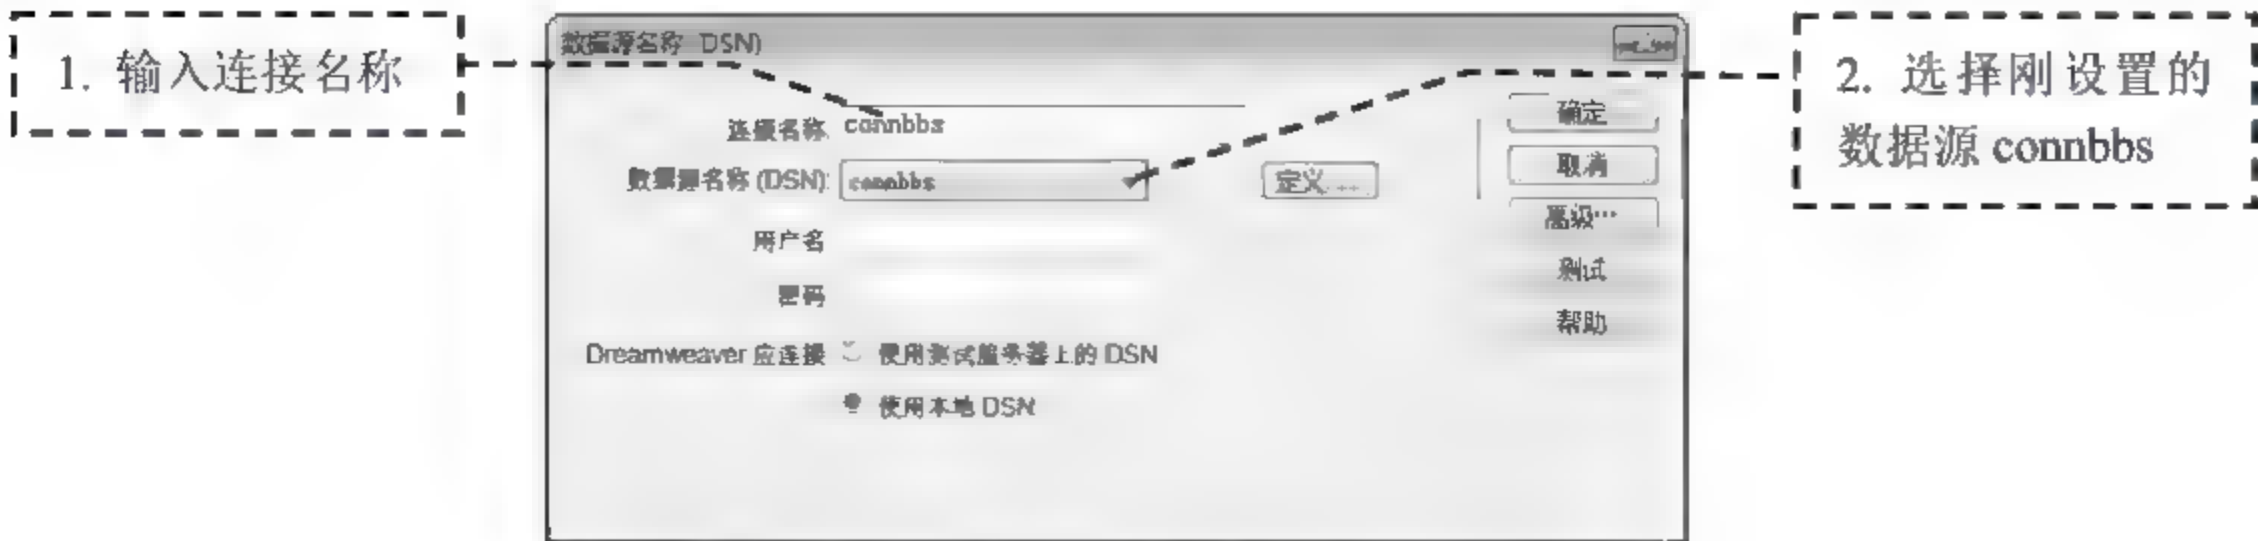 1. 输入连接名称
数据源名称 DSN)
连接名称: connbbs
数据源名称 (DSN): connbbs
定义...
用户名
密码
Dreamweaver 应连接
使用测试服务器上的 DSN
使用本地 DSN
确定
取消
高级...
测试
帮助
2. 选择刚设置的
数据源 connbbs